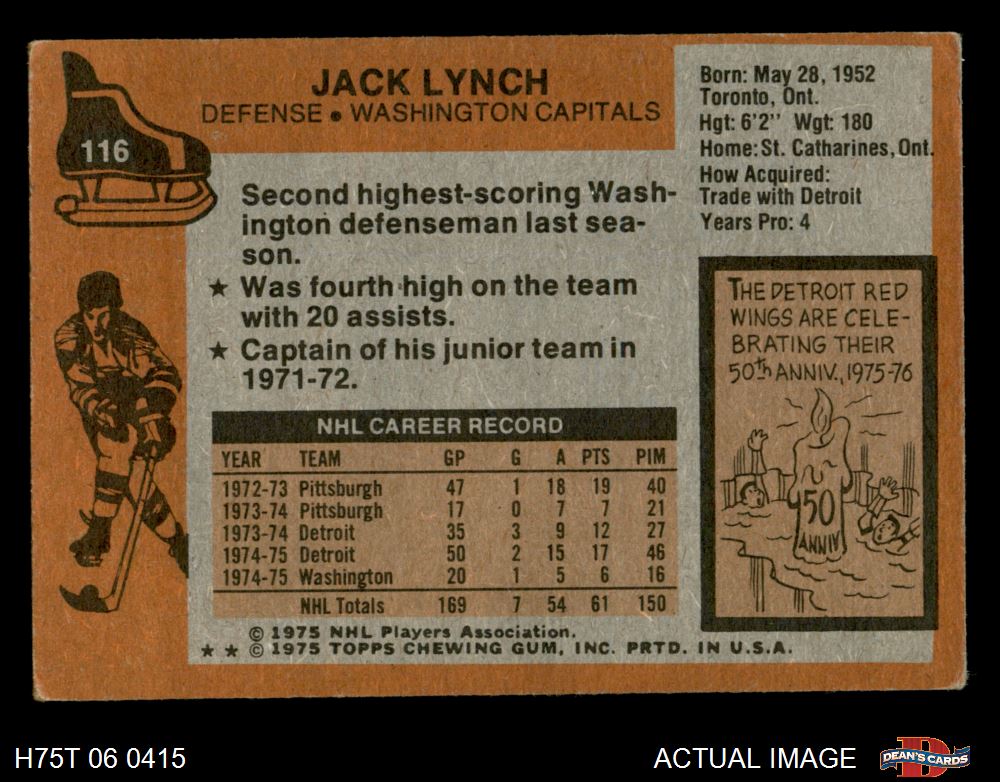 116
JACK LYNCH
DEFENSE • WASHINGTON CAPITALS
Born: May 28, 1952
Toronto, Ont.
Hgt: 6'2" Wgt: 180
Home: St. Catharines, Ont.
How Acquired:
Trade with Detroit
Years Pro: 4
Second highest-scoring Wash-
ington defenseman last sea-
son.
★ Was fourth high on the team
with 20 assists.
★ Captain of his junior team in
1971-72.
THE DETROIT RED
WINGS ARE CELE-
BRATING THEIR
50th ANNIV., 1975-76
50
ANNIV
NHL CAREER RECORD
YEAR TEAM GP G A PTS PIM
1972-73 Pittsburgh 47 1 18 19 40
1973-74 Pittsburgh 17 0 7 7 21
1973-74 Detroit 35 3 9 12 27
1974-75 Detroit 50 2 15 17 46
1974-75 Washington 20 1 5 6 16
NHL Totals 169 7 54 61 150
© 1975 NHL Players Association.
★ ★ © 1975 TOPPS CHEWING GUM, INC. PRTD. IN U.S.A.
H75T 06 0415
ACTUAL IMAGE
D
DEAN'S CARDS